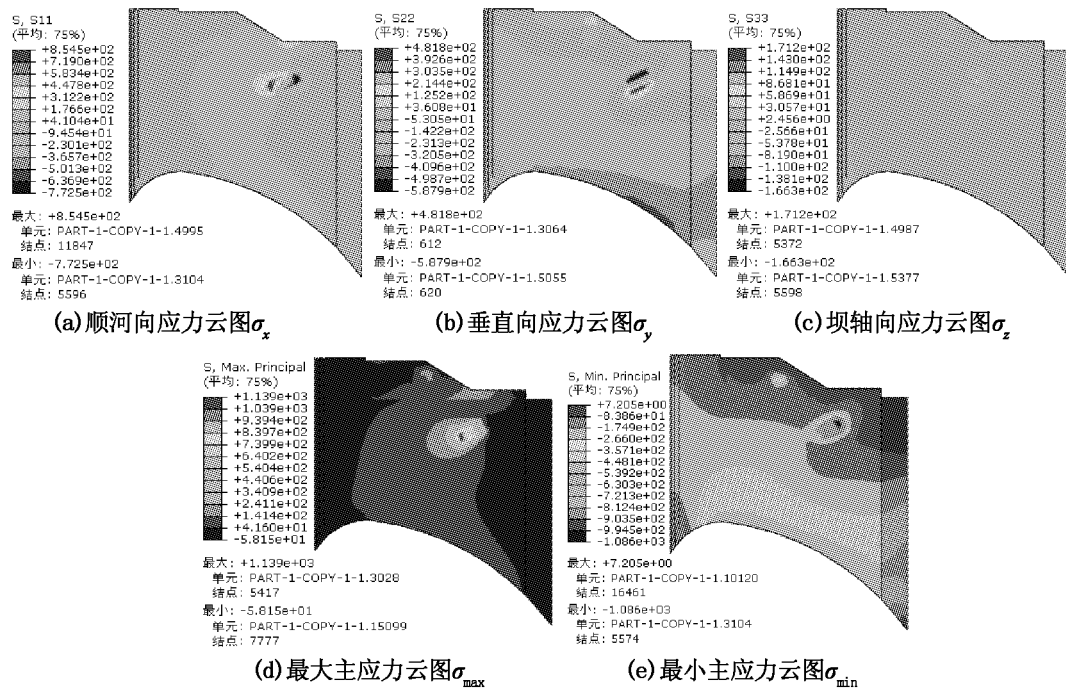 S, S11
(平均: 75%)
+8.545e+02
+7.190e+02
+5.834e+02
+4.478e+02
+3.122e+02
+1.766e+02
+4.104e+01
-9.454e+01
-2.301e+02
-3.657e+02
-5.013e+02
-6.369e+02
-7.725e+02
最大: +8.545e+02
单元: PART-1-COPY-1-1.4995
结点: 11847
最小: -7.725e+02
单元: PART-1-COPY-1-1.3104
结点: 5596
(a)顺河向应力云图σx
S, S22
(平均: 75%)
+4.818e+02
+3.926e+02
+3.035e+02
+2.144e+02
+1.252e+02
+3.608e+01
-5.305e+01
-1.422e+02
-2.313e+02
-3.205e+02
-4.096e+02
-4.987e+02
-5.879e+02
最大: +4.818e+02
单元: PART-1-COPY-1-1.3064
结点: 612
最小: -5.879e+02
单元: PART-1-COPY-1-1.5055
结点: 620
(b)垂直向应力云图σy
S, S33
(平均: 75%)
+1.712e+02
+1.430e+02
+1.149e+02
+8.681e+01
+5.869e+01
+3.057e+01
+2.456e+00
-2.566e+01
-5.378e+01
-8.190e+01
-1.100e+02
-1.381e+02
-1.663e+02
最大: +1.712e+02
单元: PART-1-COPY-1-1.4987
结点: 5372
最小: -1.663e+02
单元: PART-1-COPY-1-1.5377
结点: 5598
(c)坝轴向应力云图σz
S, Max. Principal
(平均: 75%)
+1.139e+03
+1.039e+03
+9.394e+02
+8.397e+02
+7.399e+02
+6.402e+02
+5.404e+02
+4.406e+02
+3.409e+02
+2.411e+02
+1.414e+02
+4.160e+01
-5.815e+01
最大: +1.139e+03
单元: PART-1-COPY-1-1.3028
结点: 5417
最小: -5.815e+01
单元: PART-1-COPY-1-1.15099
结点: 7777
(d)最大主应力云图σmax
S, Min. Principal
(平均: 75%)
+7.205e+00
-8.386e+01
-1.749e+02
-2.660e+02
-3.571e+02
-4.481e+02
-5.392e+02
-6.303e+02
-7.213e+02
-8.124e+02
-9.035e+02
-9.945e+02
-1.086e+03
最大: +7.205e+00
单元: PART-1-COPY-1-1.10120
结点: 16461
最小: -1.086e+03
单元: PART-1-COPY-1-1.3104
结点: 5574
(e)最小主应力云图σmin